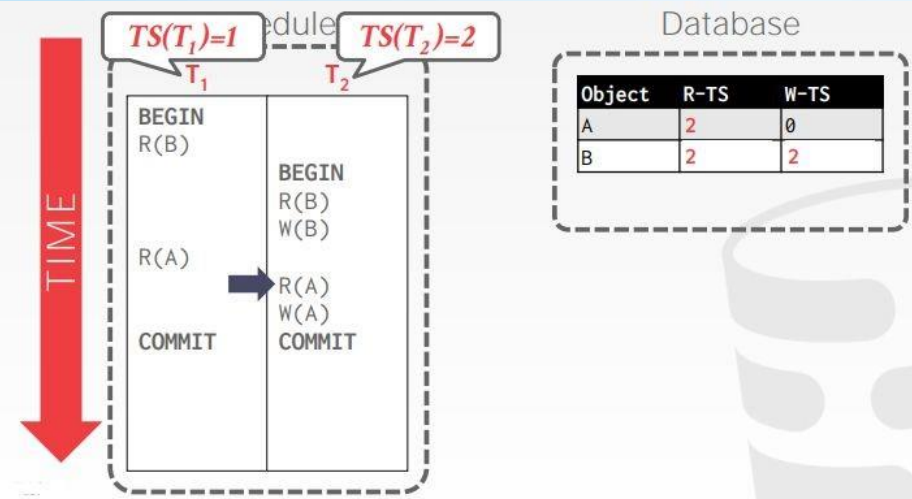 edule
TS(T1)=1
TS(T2)=2
Database
TIME
T1
T2
BEGIN
R(B)
BEGIN
R(B)
W(B)
R(A)
R(A)
W(A)
COMMIT
COMMIT
Object R-TS W-TS
A 2 0
B 2 2